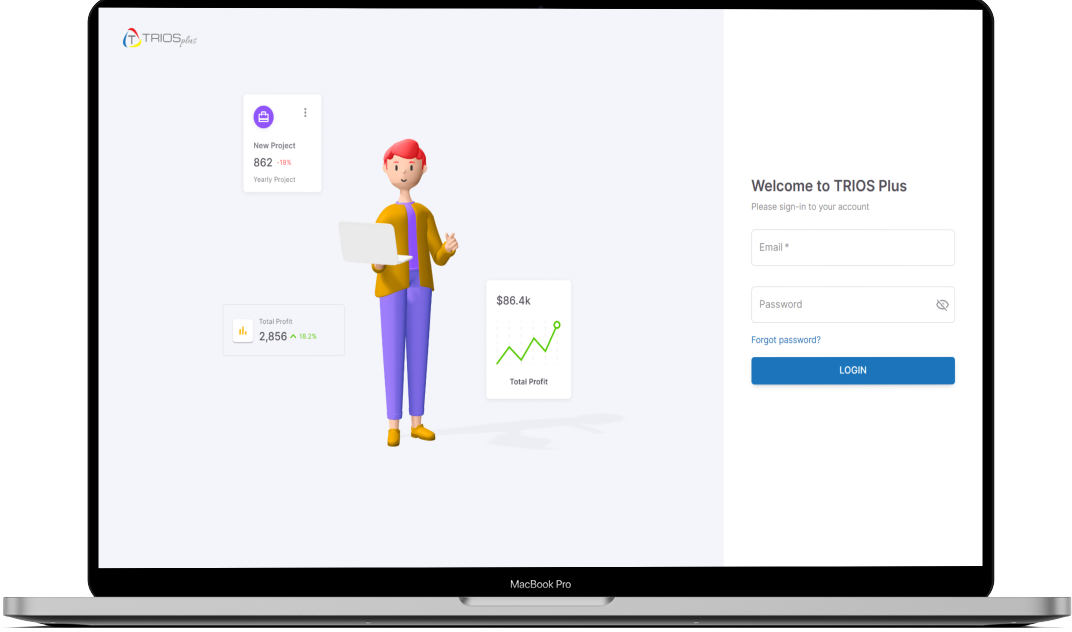 TRIOS plus
New Project
862 -18%
Yearly Project
Total Profit
2,856 18.2%
$86.4k
Total Profit
Welcome to TRIOS Plus
Please sign-in to your account
Email *
Password
Forgot password?
LOGIN
MacBook Pro